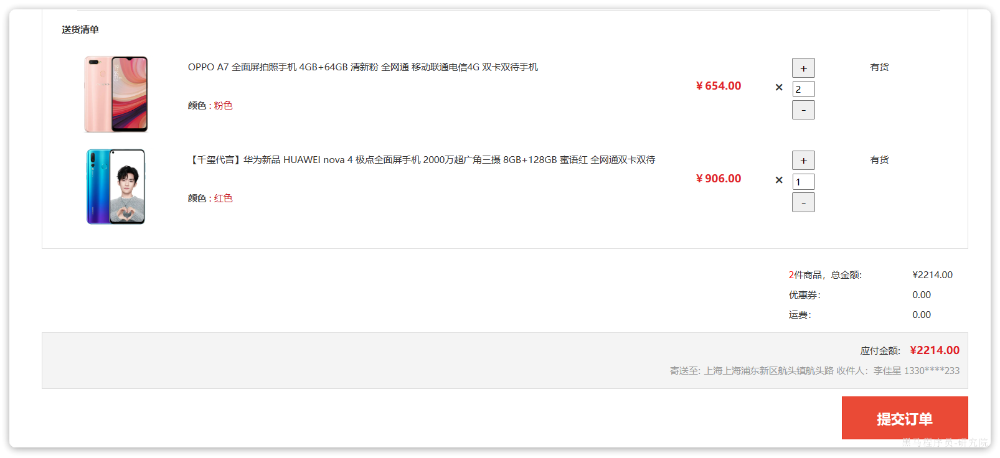 送货清单
OPPO A7 全面屏拍照手机 4GB+64GB 清新粉 全网通 移动联通电信4G 双卡双待手机
颜色 : 粉色
¥ 654.00
×
+
2
-
有货
【千玺代言】华为新品 HUAWEI nova 4 极点全面屏手机 2000万超广角三摄 8GB+128GB 蜜语红 全网通双卡双待
颜色 : 红色
¥ 906.00
×
+
1
-
有货
2件商品，总金额: ¥2214.00
优惠券: 0.00
运费: 0.00
应付金额: ¥2214.00
寄送至: 上海上海浦东新区航头镇航头路 收件人：李佳星 1330****233
提交订单
黑马程序员-研究院